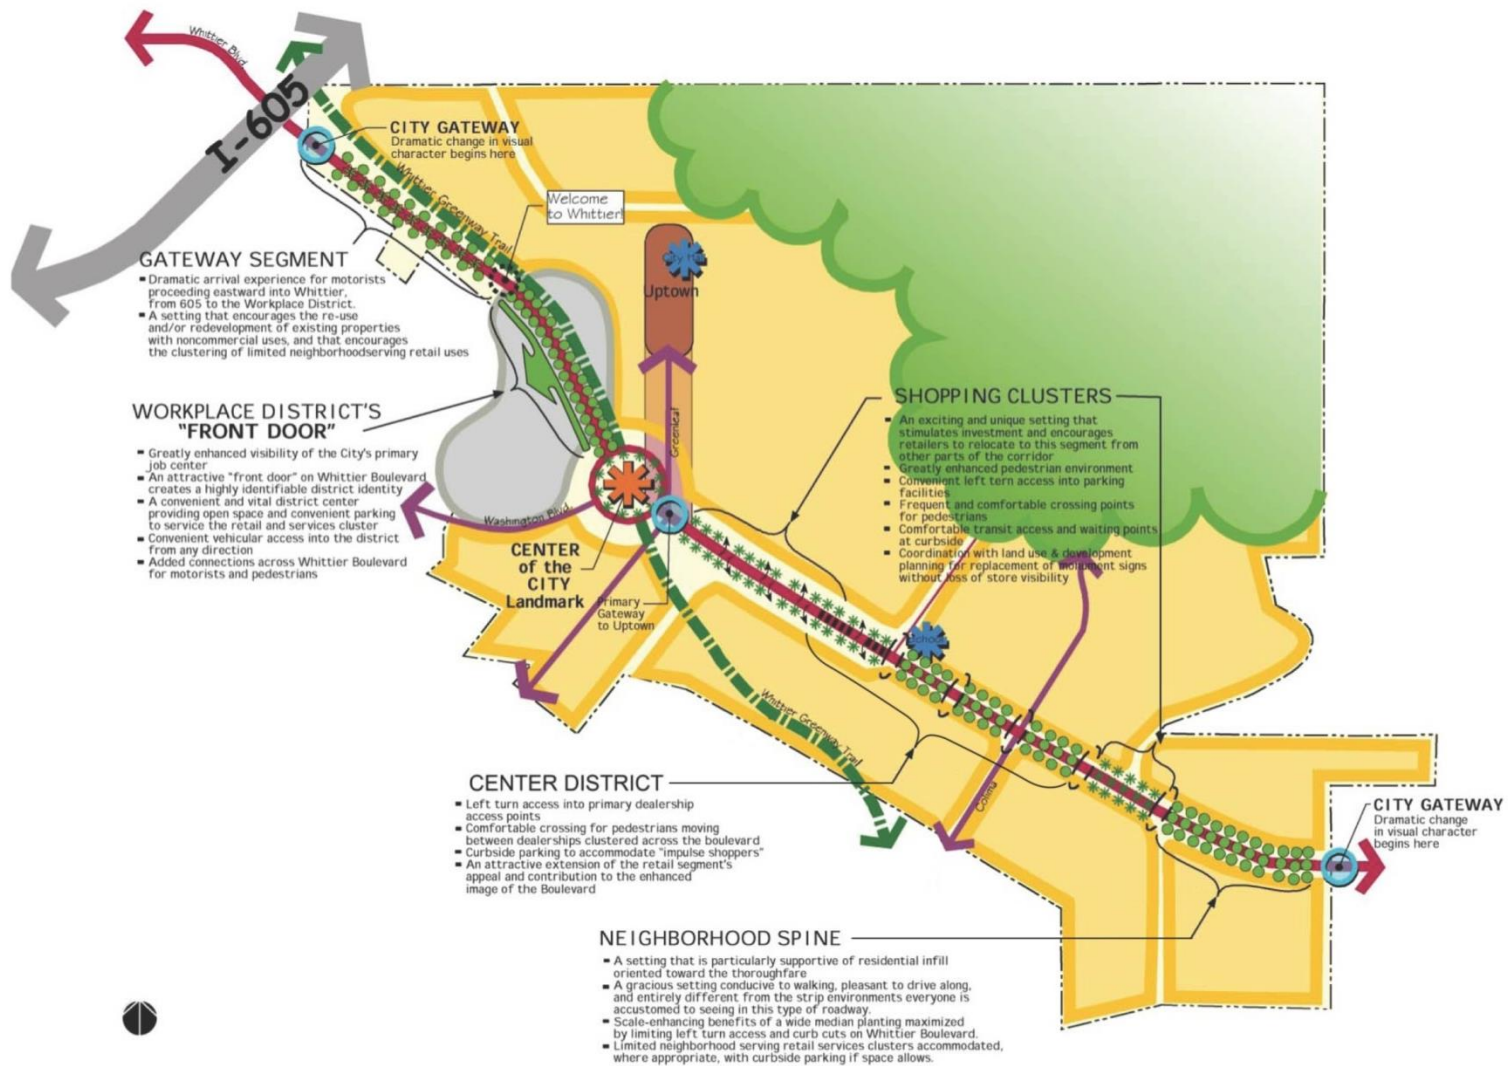 Whittier Blvd
I-605
CITY GATEWAY
Dramatic change in visual
character begins here
Whittier Greenway Trail
Welcome
to Whittier!
GATEWAY SEGMENT
Dramatic arrival experience for motorists
proceeding eastward into Whittier,
from 605 to the Workplace District.
A setting that encourages the re-use
and/or redevelopment of existing properties
with noncommercial uses, and that encourages
the clustering of limited neighborhoodserving retail uses
Uptown
WORKPLACE DISTRICT'S
"FRONT DOOR"
Greatly enhanced visibility of the City's primary
job center
An attractive "front door" on Whittier Boulevard
creates a highly identifiable district identity
A convenient and vital district center
providing open space and convenient parking
to service the retail and services cluster
Convenient vehicular access into the district
from any direction
Added connections across Whittier Boulevard
for motorists and pedestrians
Greenleaf
Washington Blvd.
CENTER
of the
CITY
Landmark
Primary
Gateway
to Uptown
SHOPPING CLUSTERS
An exciting and unique setting that
stimulates investment and encourages
retailers to relocate to this segment from
other parts of the corridor
Greatly enhanced pedestrian environment
Convenient left tern access into parking
facilities
Frequent and comfortable crossing points
for pedestrians
Comfortable transit access and waiting points
at curbside
Coordination with land use & development
planning for replacement of monument signs
without loss of store visibility
School
Whittier Greenway Trail
Colima
CENTER DISTRICT
Left turn access into primary dealership
access points
Comfortable crossing for pedestrians moving
between dealerships clustered across the boulevard
Curbside parking to accommodate "impulse shoppers"
An attractive extension of the retail segment's
appeal and contribution to the enhanced
image of the Boulevard
CITY GATEWAY
Dramatic change
in visual character
begins here
NEIGHBORHOOD SPINE
A setting that is particularly supportive of residential infill
oriented toward the thoroughfare
A gracious setting conducive to walking, pleasant to drive along,
and entirely different from the strip environments everyone is
accustomed to seeing in this type of roadway.
Scale-enhancing benefits of a wide median planting maximized
by limiting left turn access and curb cuts on Whittier Boulevard.
Limited neighborhood serving retail services clusters accommodated,
where appropriate, with curbside parking if space allows.